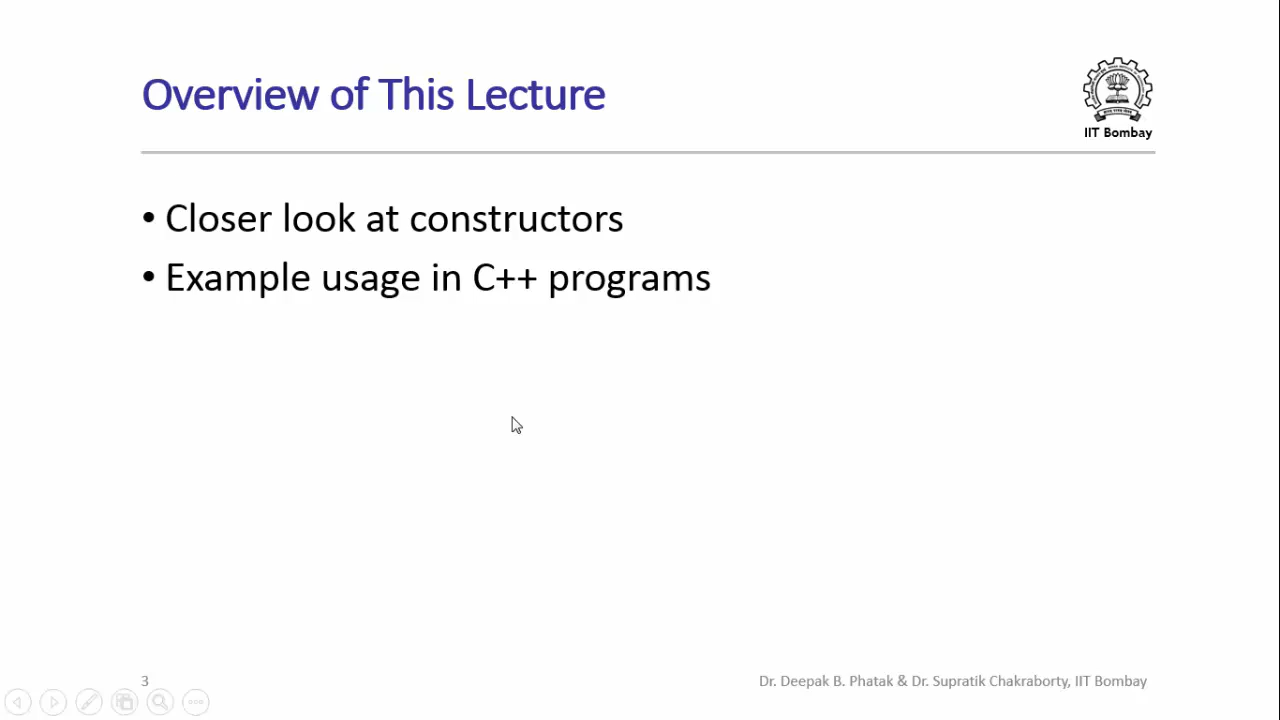 Overview of This Lecture
IIT Bombay
• Closer look at constructors
• Example usage in C++ programs
3
Dr. Deepak B. Phatak & Dr. Supratik Chakraborty, IIT Bombay